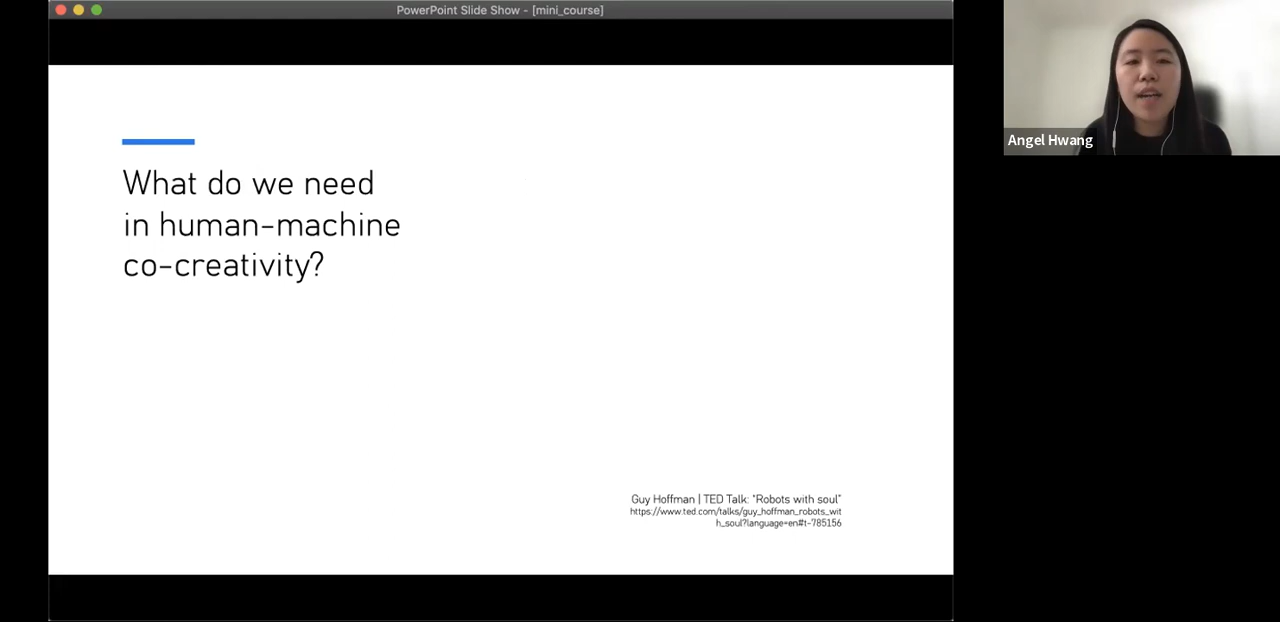 PowerPoint Slide Show - [mini_course]
What do we need
in human-machine
co-creativity?
Guy Hoffman | TED Talk: "Robots with soul"
https://www.ted.com/talks/guy_hoffman_robots_wit
h_soul?language=en#t-785156
Angel Hwang